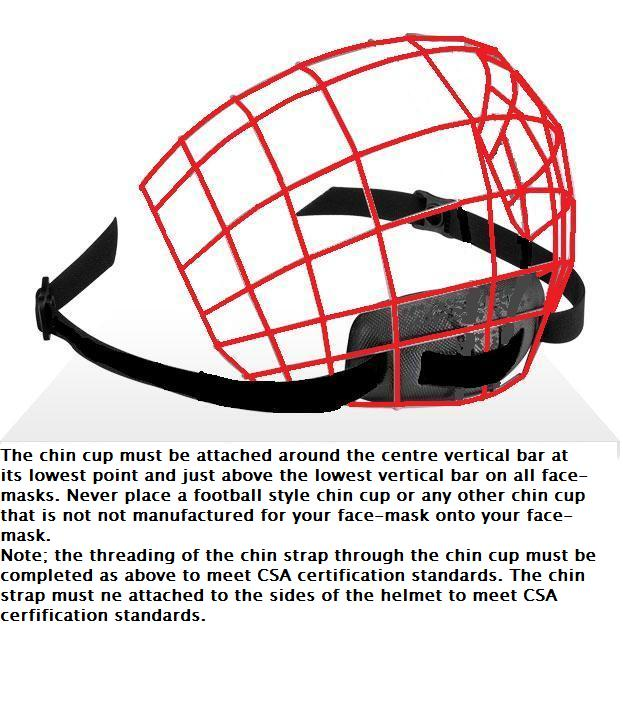 The chin cup must be attached around the centre vertical bar at
its lowest point and just above the lowest vertical bar on all face-
masks. Never place a football style chin cup or any other chin cup
that is not not manufactured for your face-mask onto your face-
mask.
Note; the threading of the chin strap through the chin cup must be
completed as above to meet CSA certification standards. The chin
strap must ne attached to the sides of the helmet to meet CSA
cerfification standards.